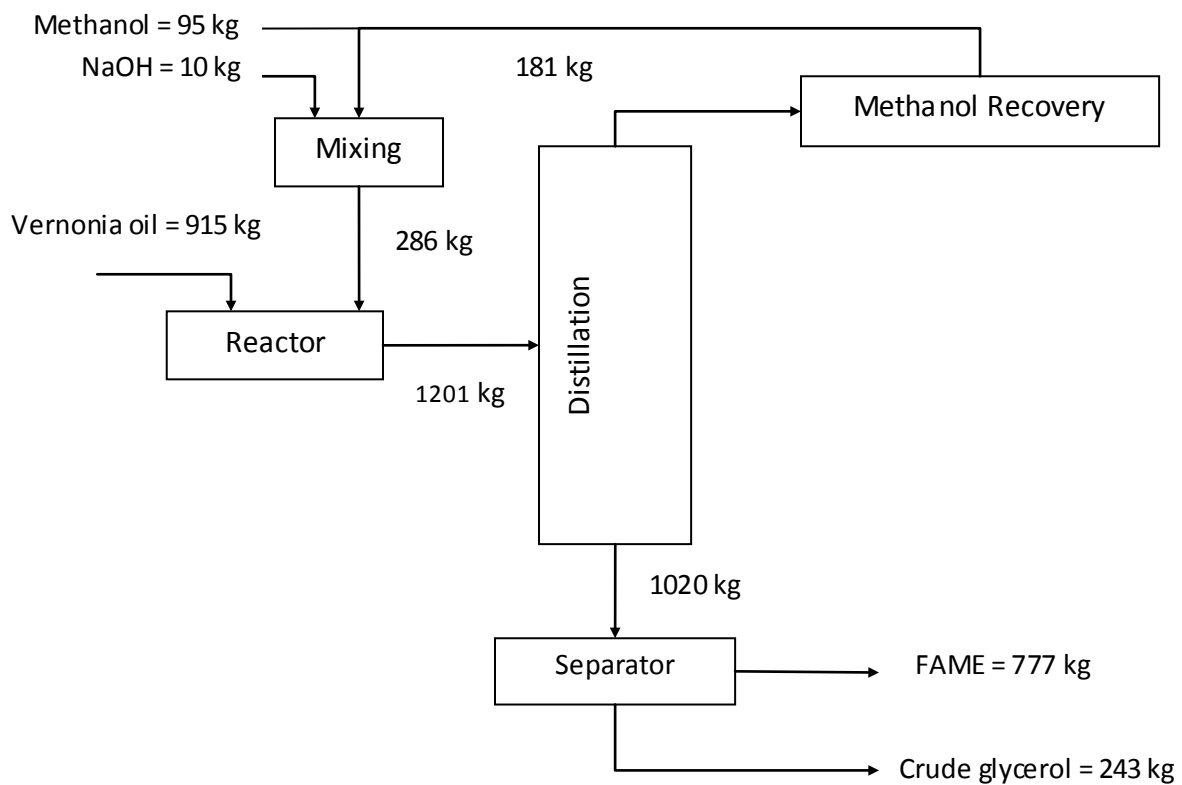 Methanol = 95 kg
NaOH = 10 kg
181 kg
Methanol Recovery
Mixing
Vernonia oil = 915 kg
286 kg
Reactor
Distillation
1201 kg
1020 kg
Separator
FAME = 777 kg
Crude glycerol = 243 kg